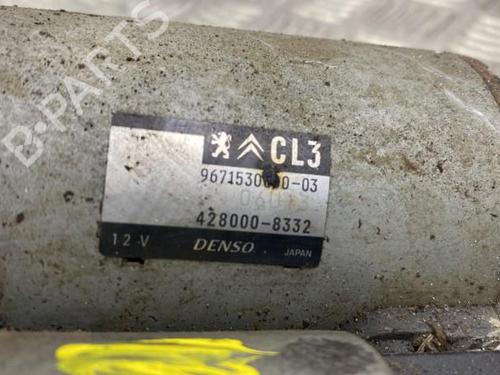 B-PARTS
CL3
428000-8332
12 V DENSO JAPAN